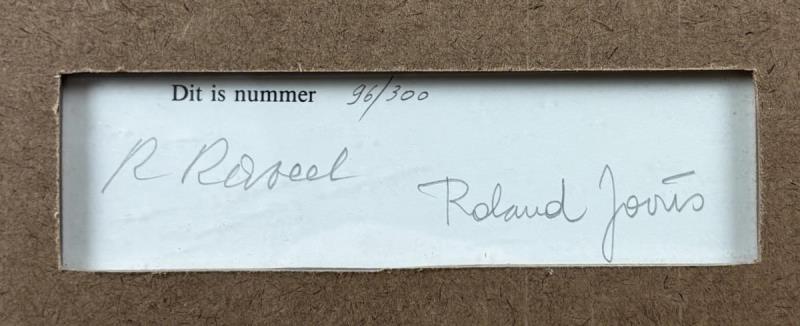 Dit is nummer 96/300
R Raveel
Roland Jooris